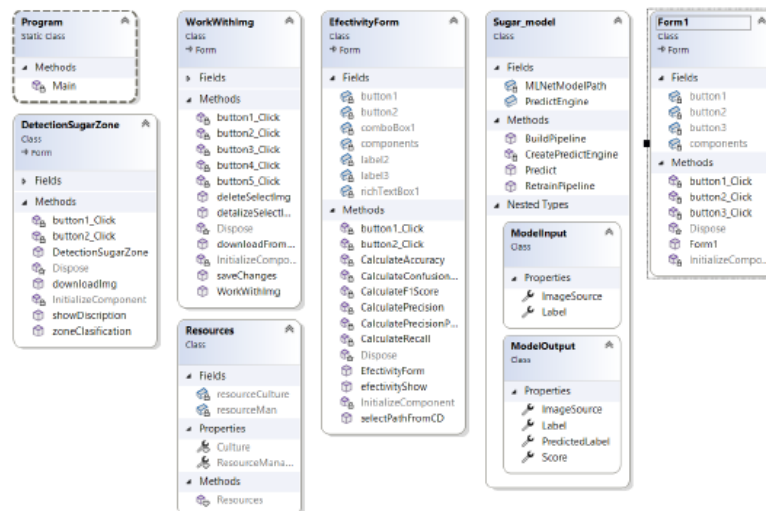 Program
Static Class
Methods
Main
DetectionSugarZone
Class
Form
Fields
Methods
button1_Click
button2_Click
DetectionSugarZone
Dispose
downloadImg
InitializeComponent
showDiscription
zoneClasification
WorkWithImg
Class
Form
Fields
Methods
button1_Click
button2_Click
button3_Click
button4_Click
button5_Click
deleteSelectImg
detalizeSelectI...
Dispose
downloadFrom...
InitializeCompo...
saveChanges
WorkWithImg
Resources
Class
Fields
resourceCulture
resourceMan
Properties
Culture
ResourceMana...
Methods
Resources
EfectivityForm
Class
Form
Fields
button1
button2
comboBox1
components
label2
label3
richTextBox1
Methods
button1_Click
button2_Click
CalculateAccuracy
CalculateConfusion...
CalculateF1Score
CalculatePrecision
CalculatePrecisionP...
CalculateRecall
Dispose
EfectivityForm
efectivityShow
InitializeComponent
selectPathFromCD
Sugar_model
Class
Fields
MLNetModelPath
PredictEngine
Methods
BuildPipeline
CreatePredictEngine
Predict
RetrainPipeline
Nested Types
ModelInput
Class
Properties
ImageSource
Label
ModelOutput
Class
Properties
ImageSource
Label
PredictedLabel
Score
Form1
Class
Form
Fields
button1
button2
button3
components
Methods
button1_Click
button2_Click
button3_Click
Dispose
Form1
InitializeCompo...